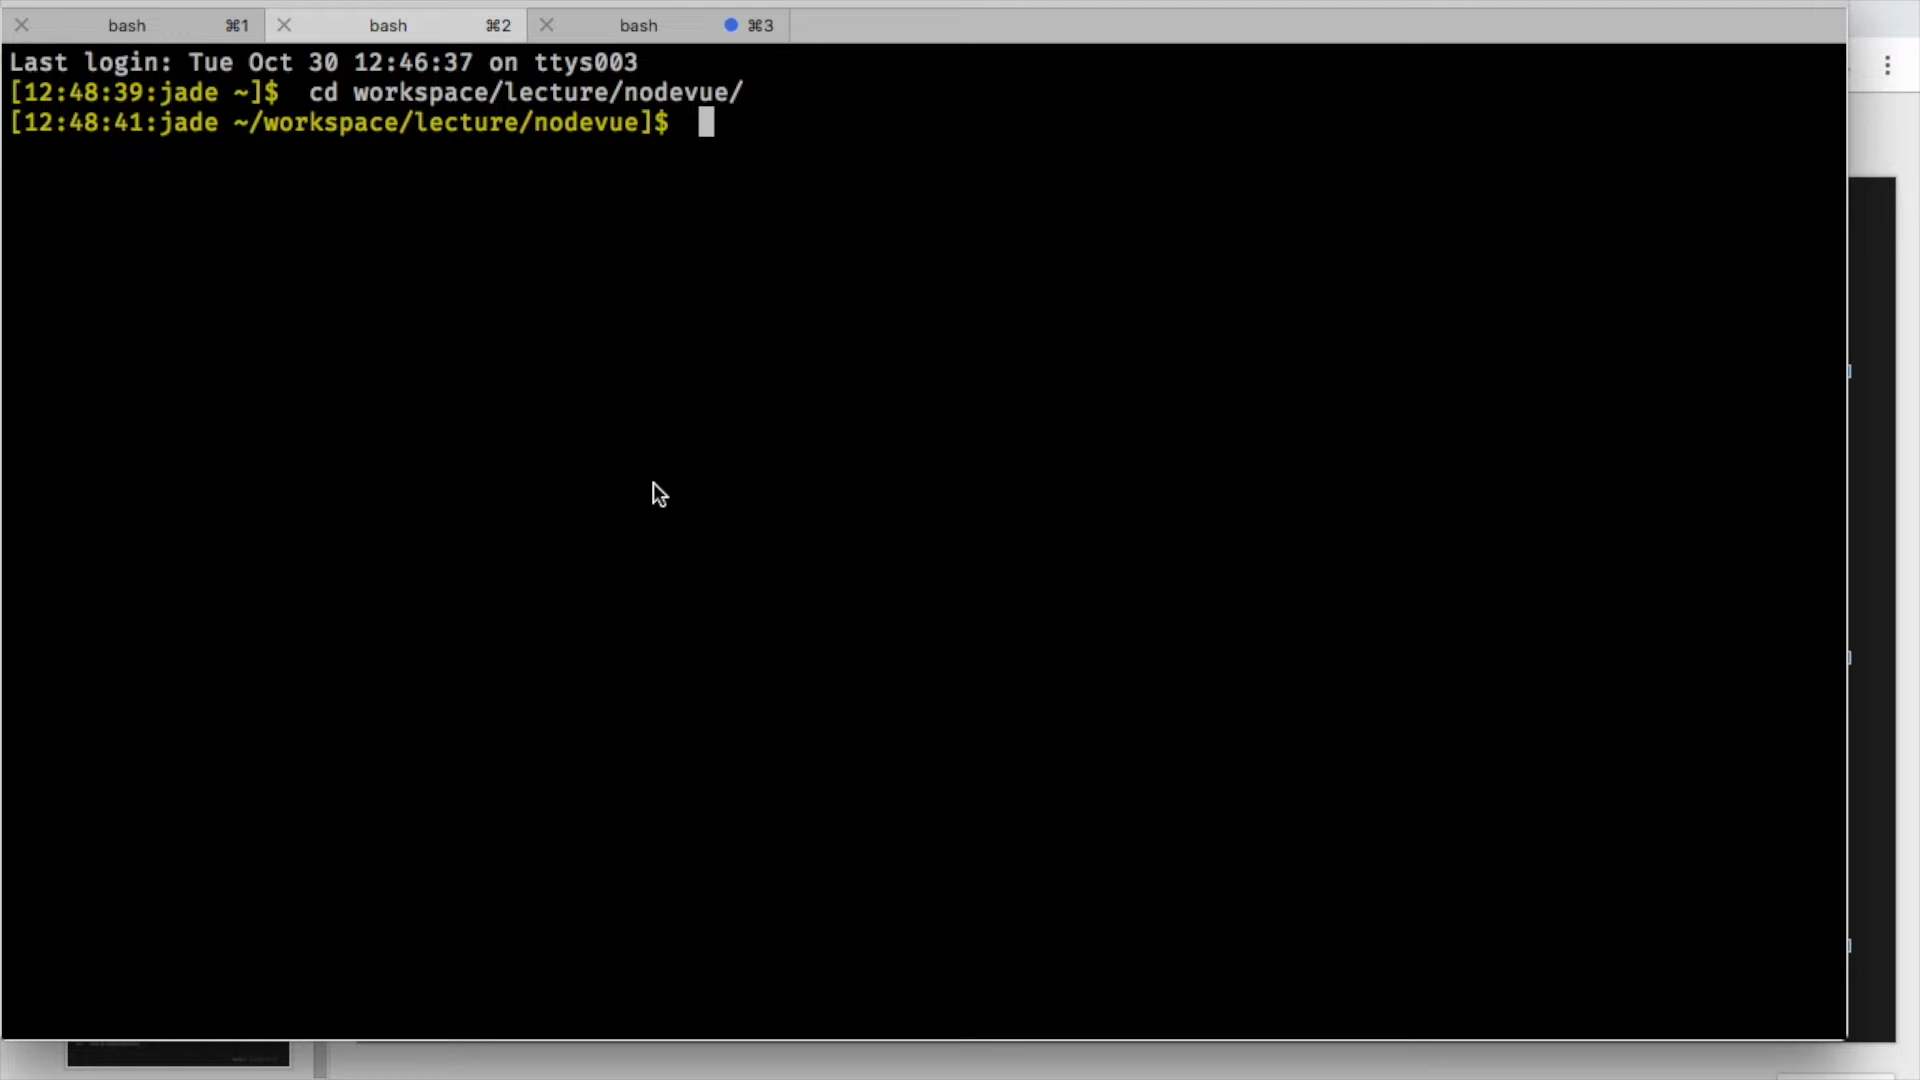 bash ⌘1 bash ⌘2 bash ⌘3
Last login: Tue Oct 30 12:46:37 on ttys003
[12:48:39:jade ~]$  cd workspace/lecture/nodevue/
[12:48:41:jade ~/workspace/lecture/nodevue]$